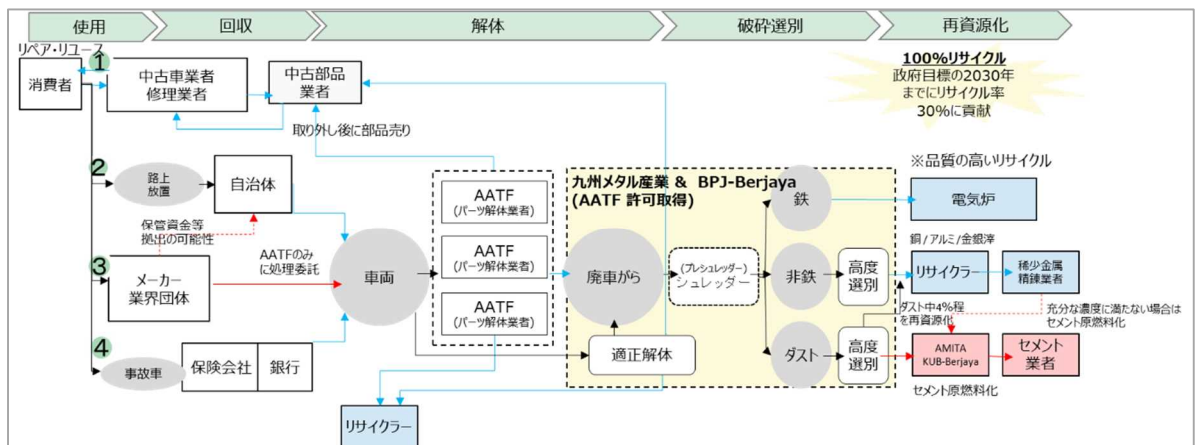 使用
回収
解体
破砕選別
再資源化
リペア・リユース
1
消費者
中古車業者
修理業者
中古部品
業者
取り外し後に部品売り
100%リサイクル
政府目標の2030年
までにリサイクル率
30%に貢献
2
路上
放置
自治体
保管資金等
拠出の可能性
AATFのみ
に処理委託
3
メーカー
業界団体
4
事故車
保険会社
銀行
車両
AATF
(パーツ解体業者)
AATF
(パーツ解体業者)
AATF
(パーツ解体業者)
リサイクラー
九州メタル産業 & BPJ-Berjaya
(AATF 許可取得)
廃車がら
適正解体
(プレシュレッダー)
シュレッダー
鉄
非鉄
ダスト
高度
選別
高度
選別
※品質の高いリサイクル
電気炉
銅/アルミ/金銀滓
リサイクラー
稀少金属
精錬業者
ダスト中4%程
を再資源化
充分な濃度に満たない場合は
セメント原燃料化
AMITA
KUB-Berjaya
セメント
業者
セメント原燃料化